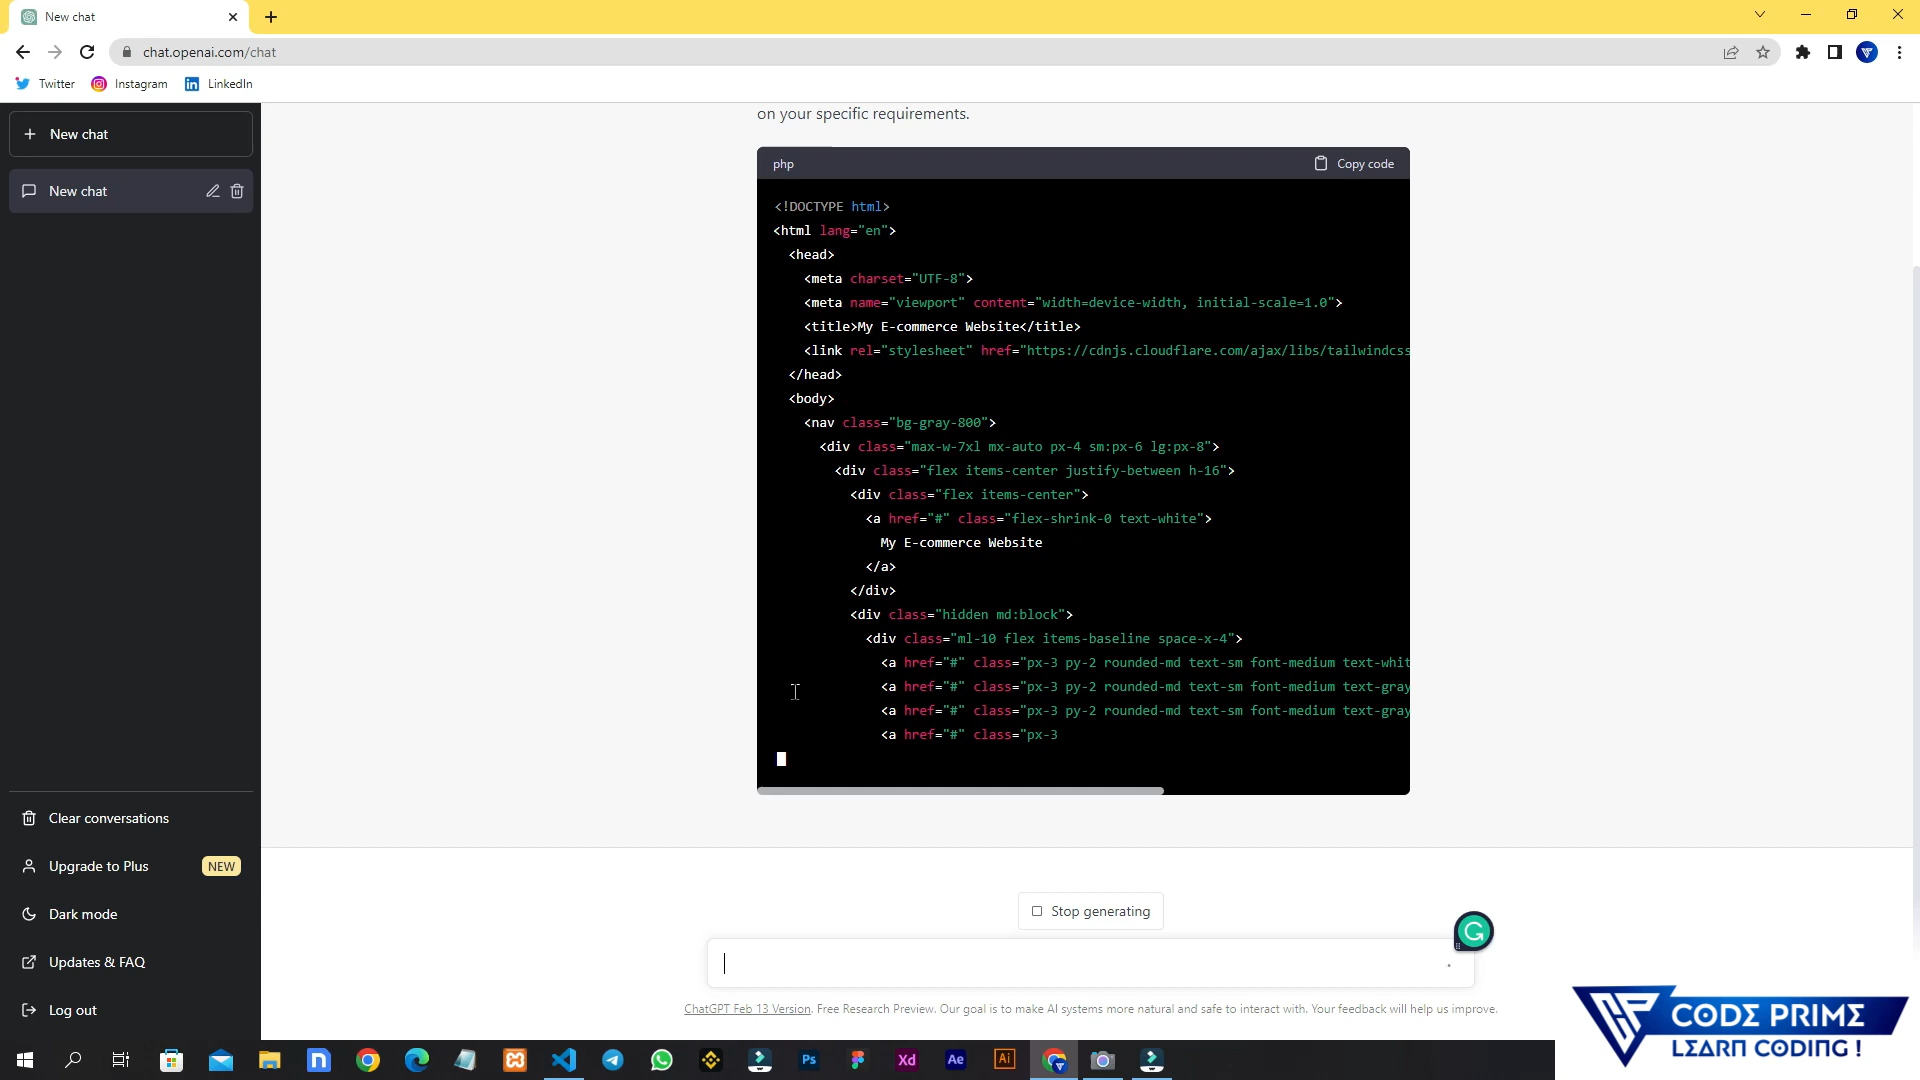 New chat
chat.openai.com/chat
Twitter
Instagram
LinkedIn
New chat
New chat
Clear conversations
Upgrade to Plus NEW
Dark mode
Updates & FAQ
Log out
on your specific requirements.
php
Copy code
<!DOCTYPE html>
<html lang="en">
<head>
<meta charset="UTF-8">
<meta name="viewport" content="width=device-width, initial-scale=1.0">
<title>My E-commerce Website</title>
<link rel="stylesheet" href="https://cdnjs.cloudflare.com/ajax/libs/tailwindcss
</head>
<body>
<nav class="bg-gray-800">
<div class="max-w-7xl mx-auto px-4 sm:px-6 lg:px-8">
<div class="flex items-center justify-between h-16">
<div class="flex items-center">
<a href="#" class="flex-shrink-0 text-white">
My E-commerce Website
</a>
</div>
<div class="hidden md:block">
<div class="ml-10 flex items-baseline space-x-4">
<a href="#" class="px-3 py-2 rounded-md text-sm font-medium text-whit
<a href="#" class="px-3 py-2 rounded-md text-sm font-medium text-gray
<a href="#" class="px-3 py-2 rounded-md text-sm font-medium text-gray
<a href="#" class="px-3
Stop generating
ChatGPT Feb 13 Version. Free Research Preview. Our goal is to make AI systems more natural and safe to interact with. Your feedback will help us improve.
Ps
Xd
Ae
Ai
CODE PRIME
LEARN CODING !